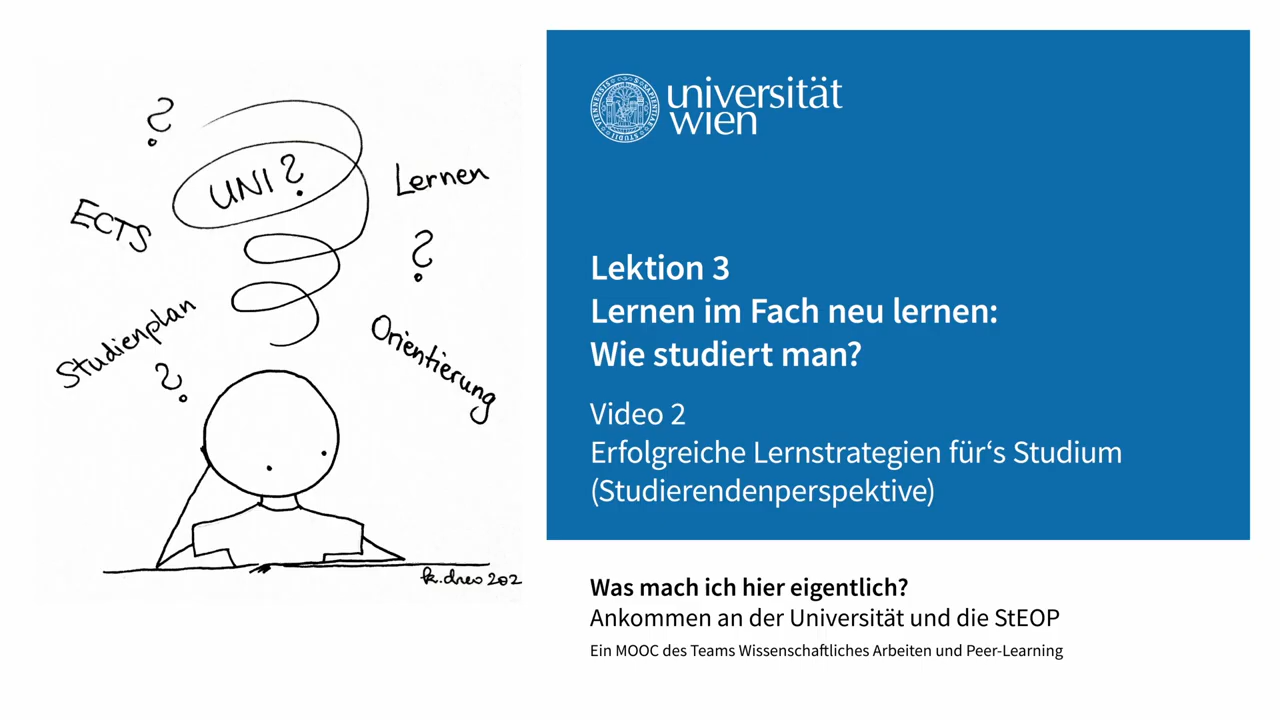 ?
UNI?
Lernen
ECTS
?
Studienplan
?
Orientierung
k.drew 202
universität
wien
Lektion 3
Lernen im Fach neu lernen:
Wie studiert man?
Video 2
Erfolgreiche Lernstrategien für‘s Studium
(Studierendenperspektive)
Was mach ich hier eigentlich?
Ankommen an der Universität und die StEOP
Ein MOOC des Teams Wissenschaftliches Arbeiten und Peer-Learning